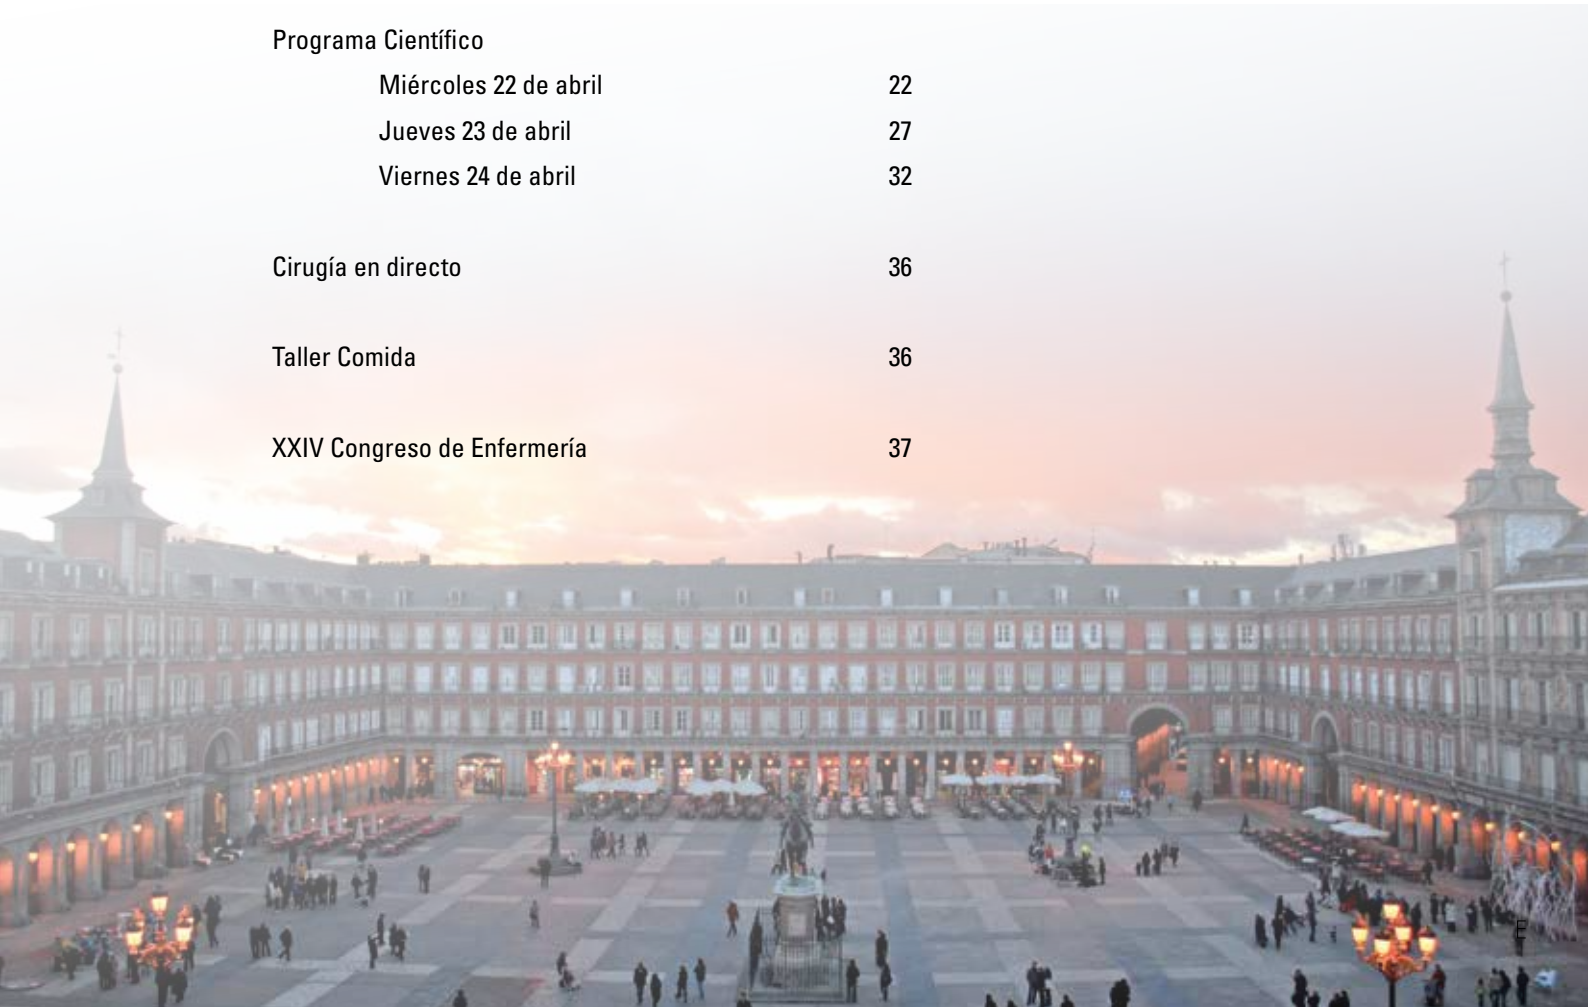 Programa Científico
Miércoles 22 de abril 22
Jueves 23 de abril 27
Viernes 24 de abril 32
Cirugía en directo 36
Taller Comida 36
XXIV Congreso de Enfermería 37
E